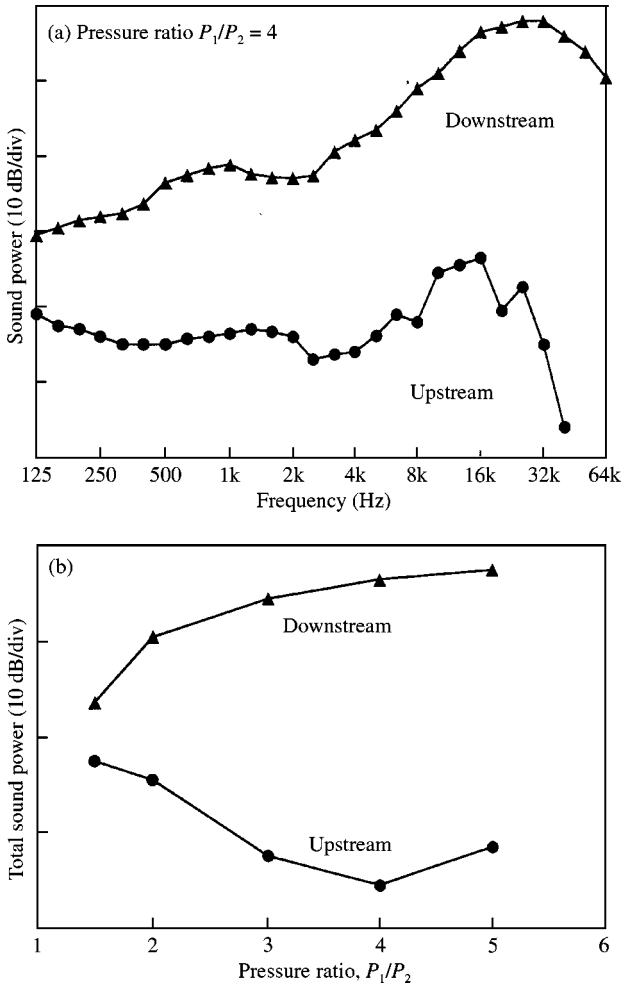 (a) Pressure ratio P₁/P₂ = 4
Downstream
Upstream
Sound power (10 dB/div)
125 250 500 1k 2k 4k 8k 16k 32k 64k
Frequency (Hz)
(b)
Downstream
Upstream
Total sound power (10 dB/div)
1 2 3 4 5 6
Pressure ratio, P₁/P₂